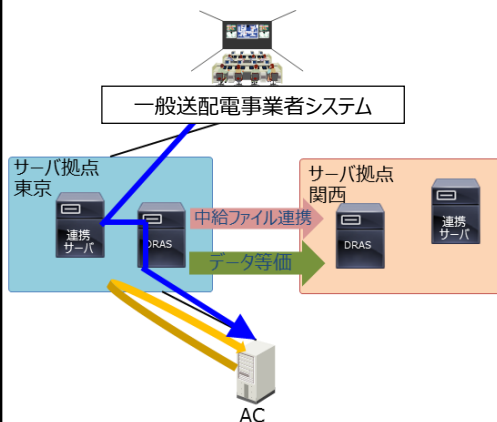 一般送配電事業者システム
サーバ拠点
東京
サーバ拠点
関西
連携
サーバ
DRAS
中給ファイル連携
データ等価
DRAS
連携
サーバ
AC